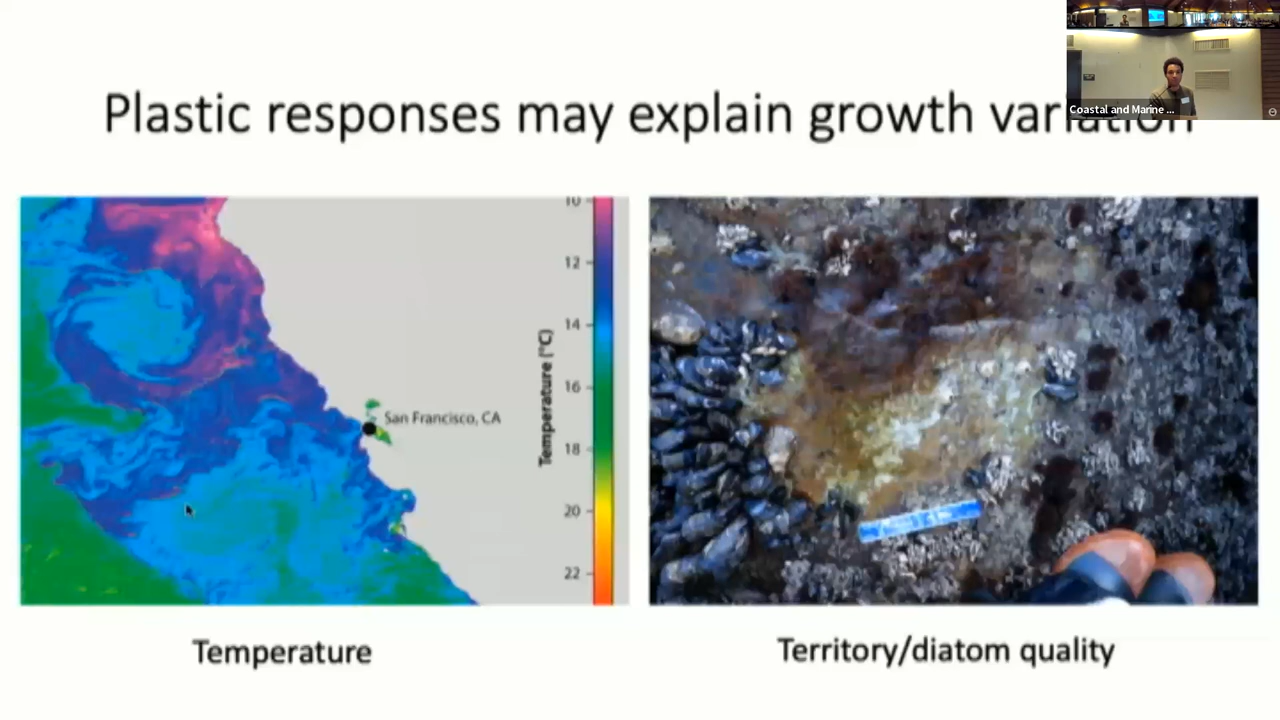 Coastal and Marine ...
Plastic responses may explain growth variation
10
12
14
16
18
20
22
Temperature (°C)
San Francisco, CA
Temperature
Territory/diatom quality